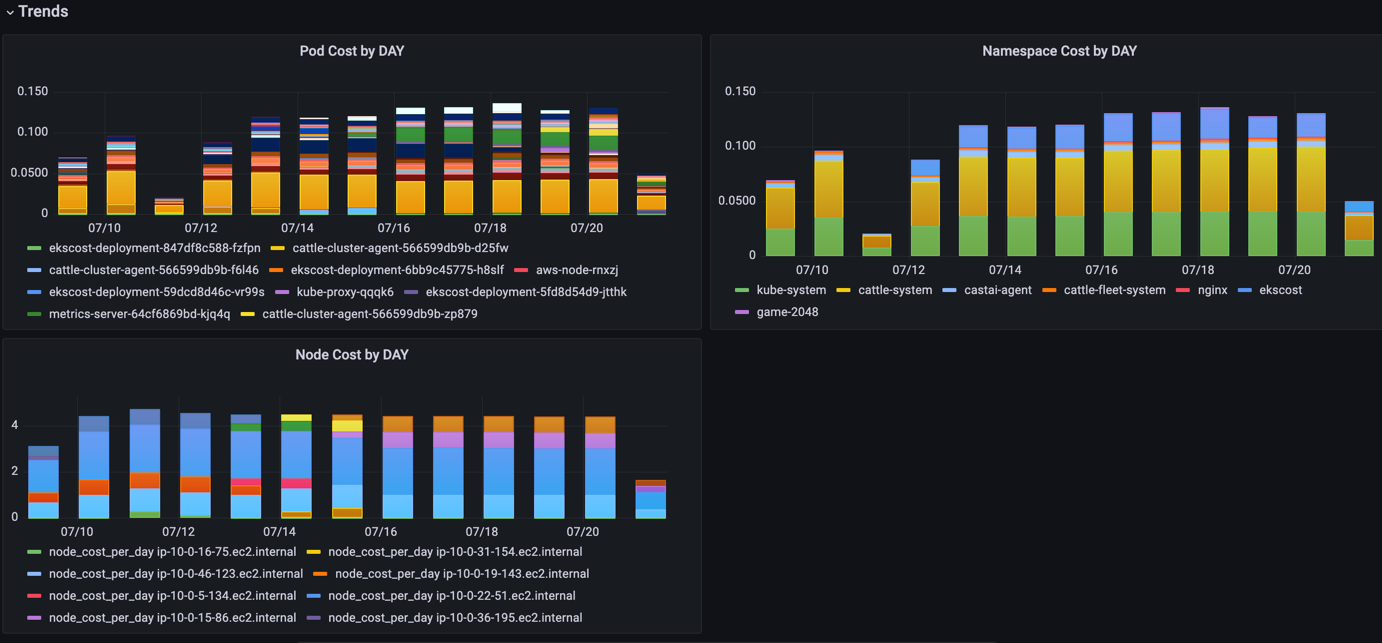 Trends
Pod Cost by DAY
0.150
0.100
0.0500
0
07/10 07/12 07/14 07/16 07/18 07/20
ekscost-deployment-847df8c588-fzfpn cattle-cluster-agent-566599db9b-d25fw
cattle-cluster-agent-566599db9b-f6l46 ekscost-deployment-6bb9c45775-h8slf aws-node-rnxzj
ekscost-deployment-59dcd8d46c-vr99s kube-proxy-qqqk6 ekscost-deployment-5fd8d54d9-jtthk
metrics-server-64cf6869bd-kjq4q cattle-cluster-agent-566599db9b-zp879
Namespace Cost by DAY
0.150
0.100
0.0500
0
07/10 07/12 07/14 07/16 07/18 07/20
kube-system cattle-system castai-agent cattle-fleet-system nginx ekscost
game-2048
Node Cost by DAY
4
2
0
07/10 07/12 07/14 07/16 07/18 07/20
node_cost_per_day ip-10-0-16-75.ec2.internal node_cost_per_day ip-10-0-31-154.ec2.internal
node_cost_per_day ip-10-0-46-123.ec2.internal node_cost_per_day ip-10-0-19-143.ec2.internal
node_cost_per_day ip-10-0-5-134.ec2.internal node_cost_per_day ip-10-0-22-51.ec2.internal
node_cost_per_day ip-10-0-15-86.ec2.internal node_cost_per_day ip-10-0-36-195.ec2.internal